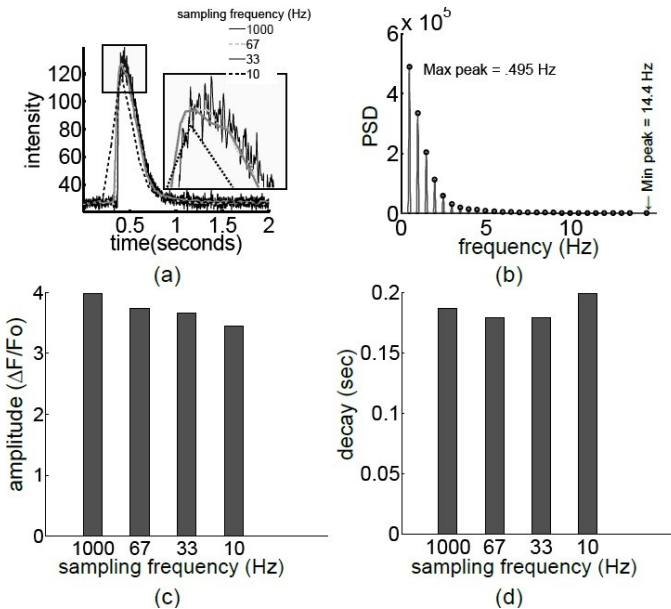 sampling frequency (Hz)
1000
67
33
10
intensity
120
100
80
60
40
0.5
1
1.5
2
time(seconds)
(a)
6 × 10⁵
4
2
0
PSD
Max peak = .495 Hz
← Min peak = 14.4 Hz
0
5
10
frequency (Hz)
(b)
4
3
2
1
0
amplitude (ΔF/Fo)
1000 67 33 10
sampling frequency (Hz)
(c)
0.2
0.15
0.1
0.05
0
decay (sec)
1000 67 33 10
sampling frequency (Hz)
(d)